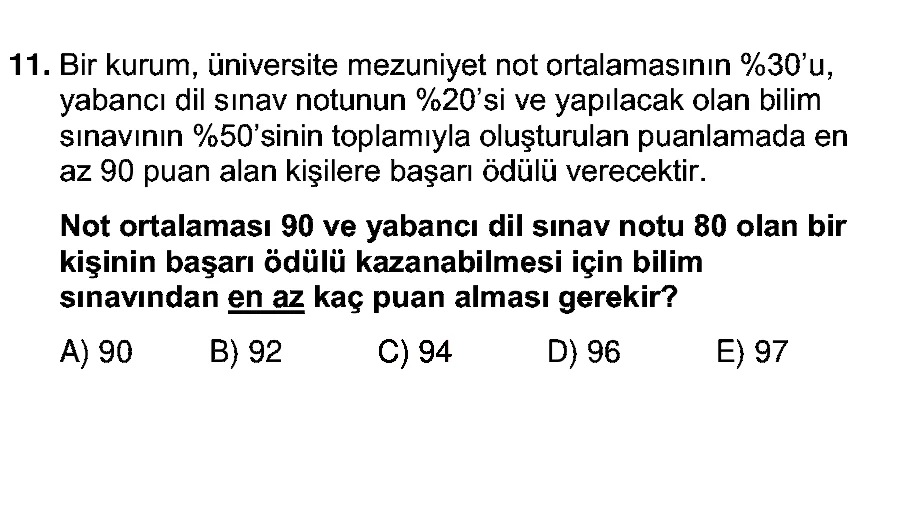 11. Bir kurum, üniversite mezuniyet not ortalamasının %30'u,
yabancı dil sınav notunun %20'si ve yapılacak olan bilim
sınavının %50'sinin toplamıyla oluşturulan puanlamada en
az 90 puan alan kişilere başarı ödülü verecektir.
Not ortalaması 90 ve yabancı dil sınav notu 80 olan bir
kişinin başarı ödülü kazanabilmesi için bilim
sınavından en az kaç puan alması gerekir?
A) 90 B) 92 C) 94 D) 96 E) 97